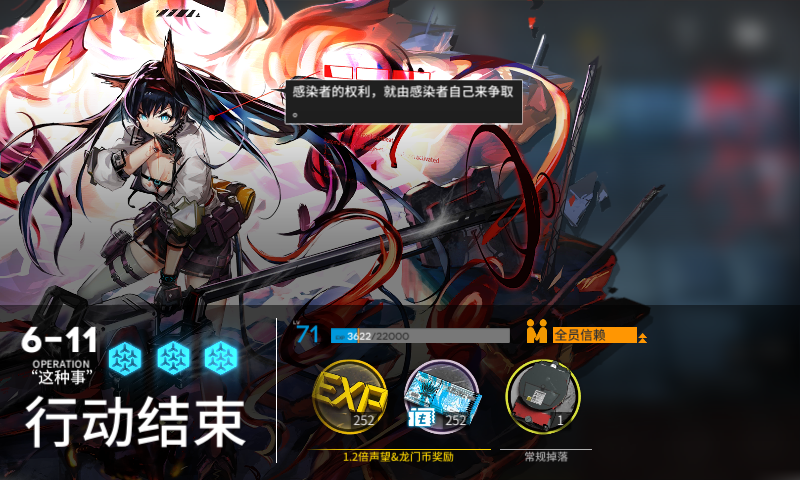 感染者的权利，就由感染者自己来争取
。
activated
6-11
OPERATION
“这种事”
行动结束
LV
71
3622/22000
全员信赖
EXP
252
252
1
1.2倍声望&龙门币奖励
常规掉落